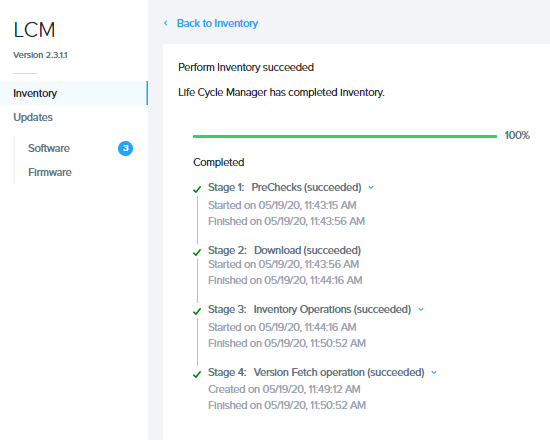 LCM
Version 2.3.1.1
Inventory
Updates
Software 3
Firmware
Back to Inventory
Perform Inventory succeeded
Life Cycle Manager has completed Inventory.
100%
Completed
Stage 1: PreChecks (succeeded)
Started on 05/19/20, 11:43:15 AM
Finished on 05/19/20, 11:43:56 AM
Stage 2: Download (succeeded)
Started on 05/19/20, 11:43:56 AM
Finished on 05/19/20, 11:44:16 AM
Stage 3: Inventory Operations (succeeded)
Started on 05/19/20, 11:44:16 AM
Finished on 05/19/20, 11:50:52 AM
Stage 4: Version Fetch operation (succeeded)
Created on 05/19/20, 11:49:12 AM
Finished on 05/19/20, 11:50:52 AM